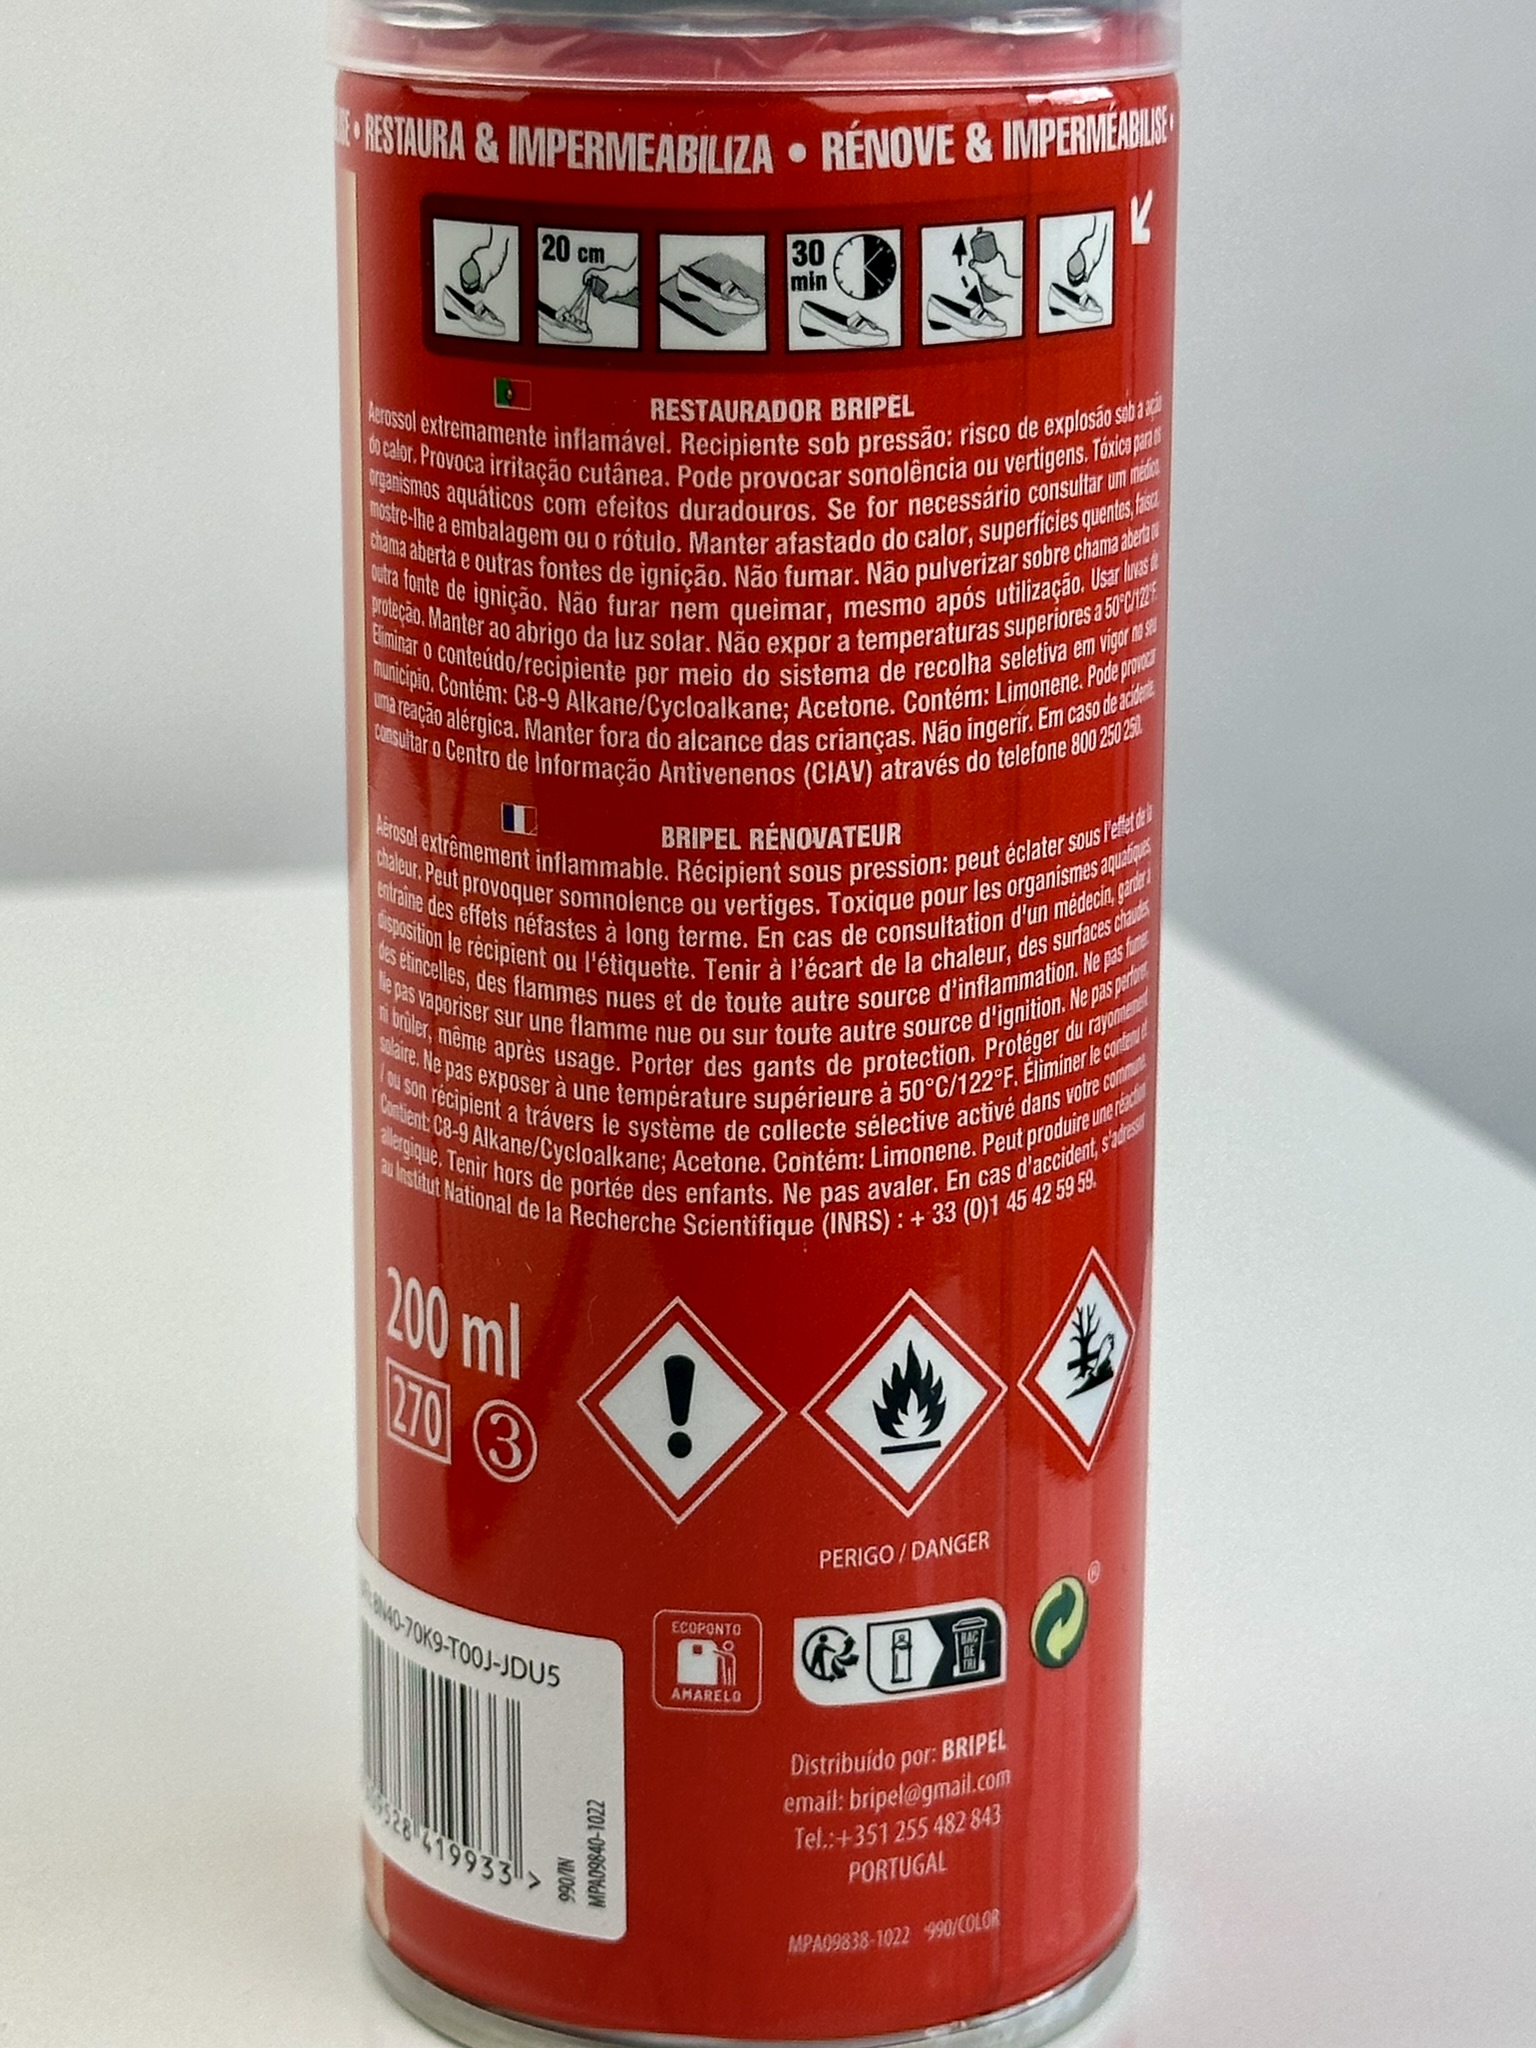 • RESTAURA & IMPERMEABILIZA • RÉNOVE & IMPERMÉABILISE •
20 cm
30
min
RESTAURADOR BRIPEL
Aerossol extremamente inflamável. Recipiente sob pressão: risco de explosão sob a ação
do calor. Provoca irritação cutânea. Pode provocar sonolência ou vertigens. Tóxico para os
organismos aquáticos com efeitos duradouros. Se for necessário consultar um médico,
mostre-lhe a embalagem ou o rótulo. Manter afastado do calor, superfícies quentes, faísca,
chama aberta e outras fontes de ignição. Não fumar. Não pulverizar sobre chama aberta ou
outra fonte de ignição. Não furar nem queimar, mesmo após utilização. Usar luvas de
proteção. Manter ao abrigo da luz solar. Não expor a temperaturas superiores a 50°C/122°F.
Eliminar o conteúdo/recipiente por meio do sistema de recolha seletiva em vigor no seu
município. Contém: C8-9 Alkane/Cycloalkane; Acetone. Contém: Limonene. Pode provocar
uma reação alérgica. Manter fora do alcance das crianças. Não ingerir. Em caso de acidente,
consultar o Centro de Informação Antivenenos (CIAV) através do telefone 800 250 250.
BRIPEL RÉNOVATEUR
Aérosol extrêmement inflammable. Récipient sous pression: peut éclater sous l'effet de la
chaleur. Peut provoquer somnolence ou vertiges. Toxique pour les organismes aquatiques,
entraîne des effets néfastes à long terme. En cas de consultation d'un médecin, garder à
disposition le récipient ou l'étiquette. Tenir à l'écart de la chaleur, des surfaces chaudes,
des étincelles, des flammes nues et de toute autre source d'inflammation. Ne pas fumer.
Ne pas vaporiser sur une flamme nue ou sur toute autre source d'ignition. Ne pas perforer,
ni brûler, même après usage. Porter des gants de protection. Protéger du rayonnement
solaire. Ne pas exposer à une température supérieure à 50°C/122°F. Éliminer le contenu et
/ ou son récipient a trávers le système de collecte sélective activé dans votre commune.
Contient: C8-9 Alkane/Cycloalkane; Acetone. Contém: Limonene. Peut produire une réaction
allergique. Tenir hors de portée des enfants. Ne pas avaler. En cas d'accident, s'adresser
au Institut National de la Recherche Scientifique (INRS) : + 33 (0)1 45 42 59 59.
200 ml
270
3
PERIGO / DANGER
8N40-70K9-T00J-JDU5
ECOPONTO
AMARELO
BAC
DE
TRI
®
419933 >
990/IN
MPA09840-1022
Distribuído por: BRIPEL
email: bripel@gmail.com
Tel.:+351 255 482 843
PORTUGAL
MPA09838-1022 990/COLOR